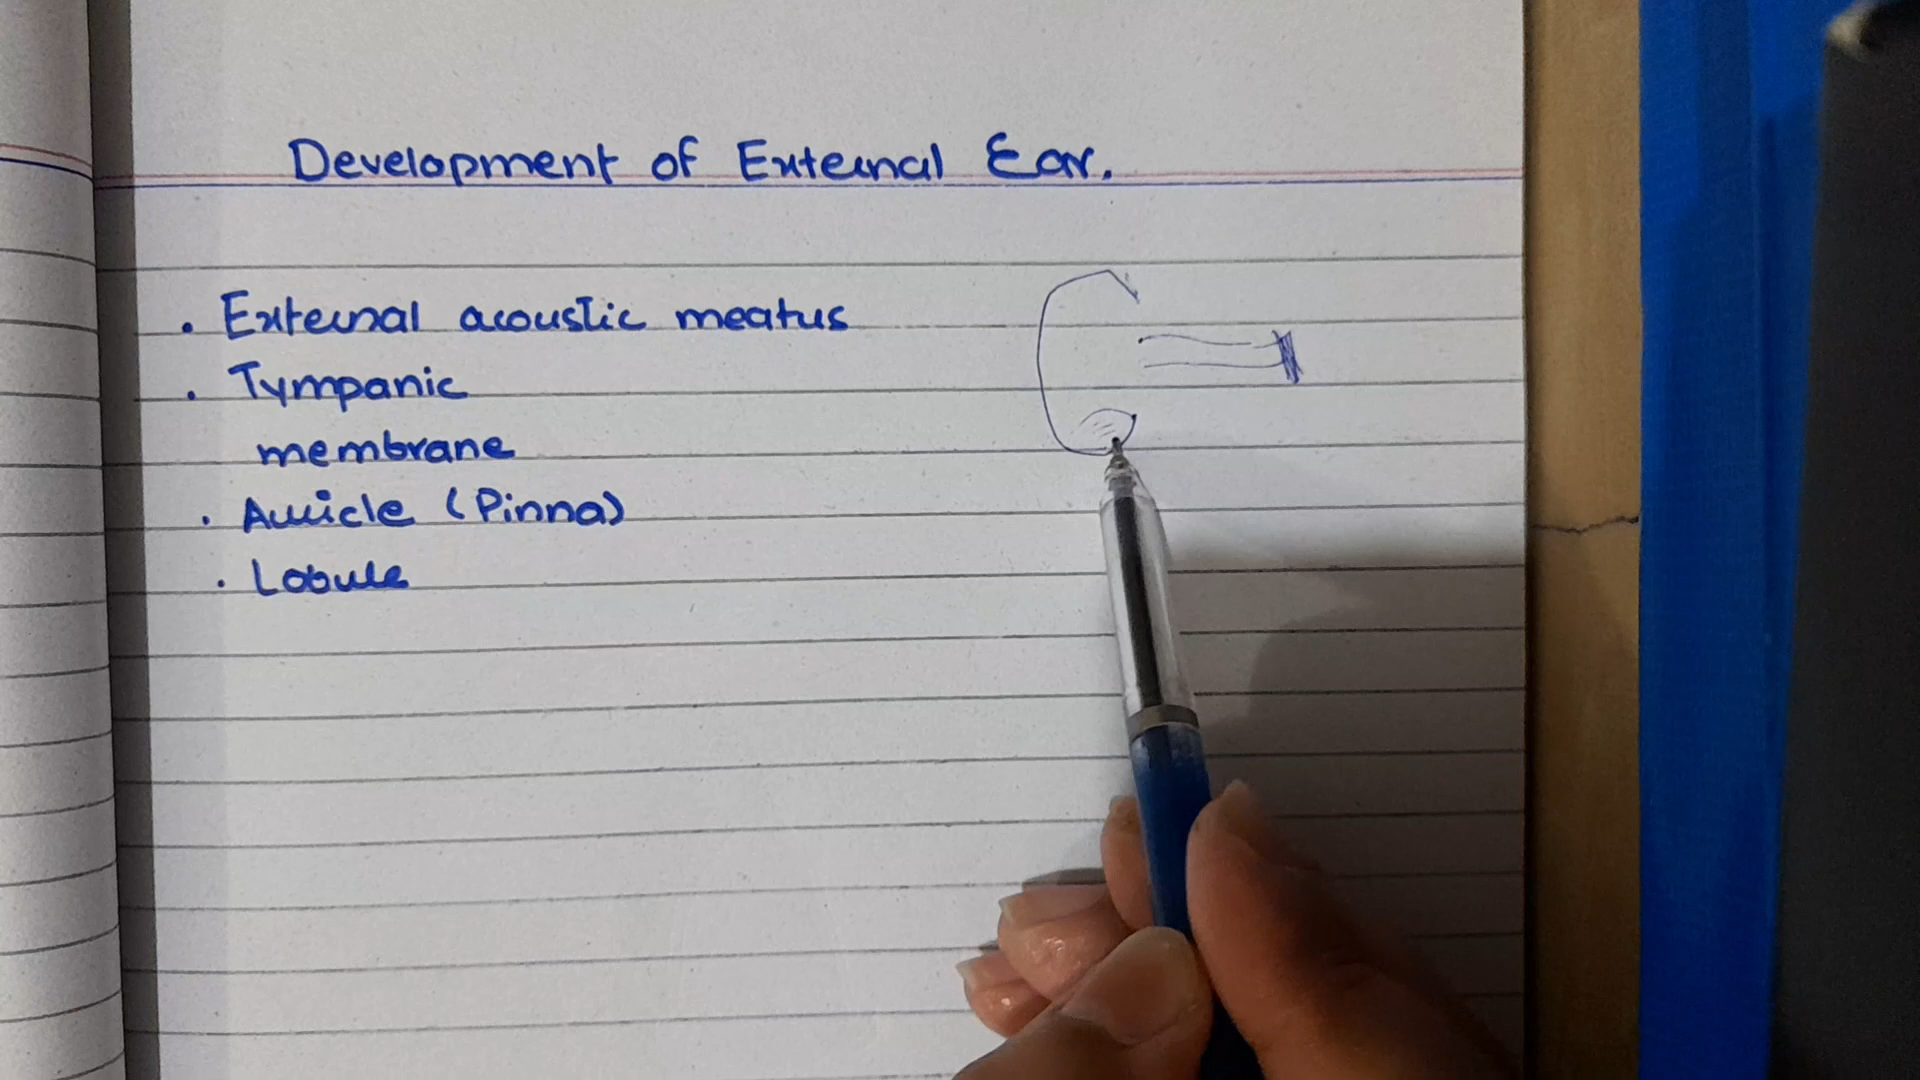 Development of External Ear.
. External acoustic meatus
. Tympanic
membrane
. Auricle (Pinna)
. Lobule